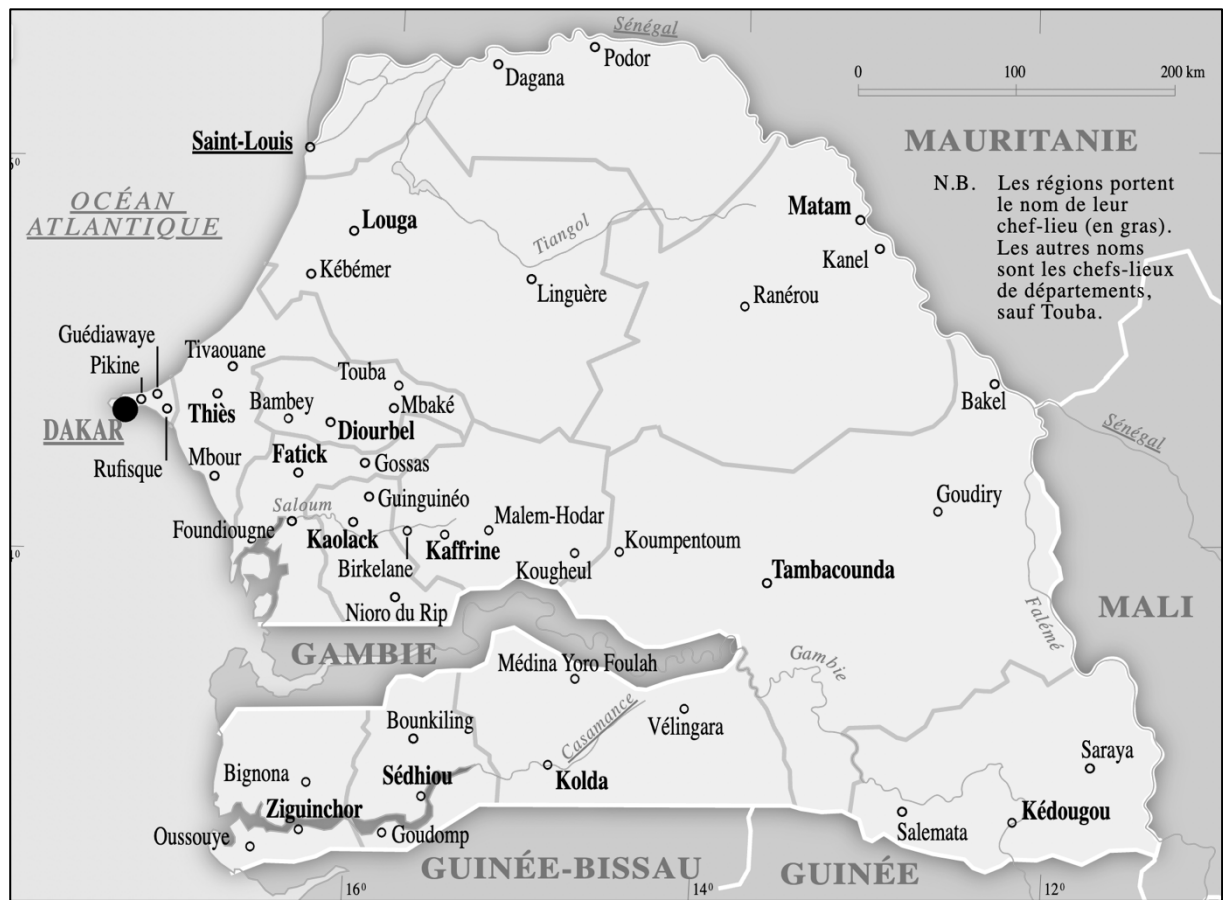 Sénégal
Podor
Dagana
0
100
200 km
Saint-Louis
MAURITANIE
OCÉAN
ATLANTIQUE
N.B. Les régions portent
le nom de leur
chef-lieu (en gras).
Les autres noms
sont les chefs-lieux
de départements,
sauf Touba.
Louga
Tiangol
Matam
Kanel
Kébémer
Linguère
Ranérou
Guédiawaye
Pikine
Tivaouane
Touba
Bakel
Bambey
Mbaké
Thiès
Diourbel
DAKAR
Sénégal
Rufisque
Mbour
Fatick
Gossas
Guinguinéo
Goudiry
Saloum
Malem-Hodar
Foundiougne
Kaolack
Kaffrine
Koumpentoum
Birkelane
Kougheul
Tambacounda
Nioro du Rip
Falémé
MALI
GAMBIE
Médina Yoro Foulah
Gambie
Bounkiling
Casamance
Vélingara
Saraya
Bignona
Sédhiou
Kolda
Ziguinchor
Kédougou
Oussouye
Goudomp
Salemata
GUINÉE-BISSAU
GUINÉE
16⁰
14⁰
12⁰